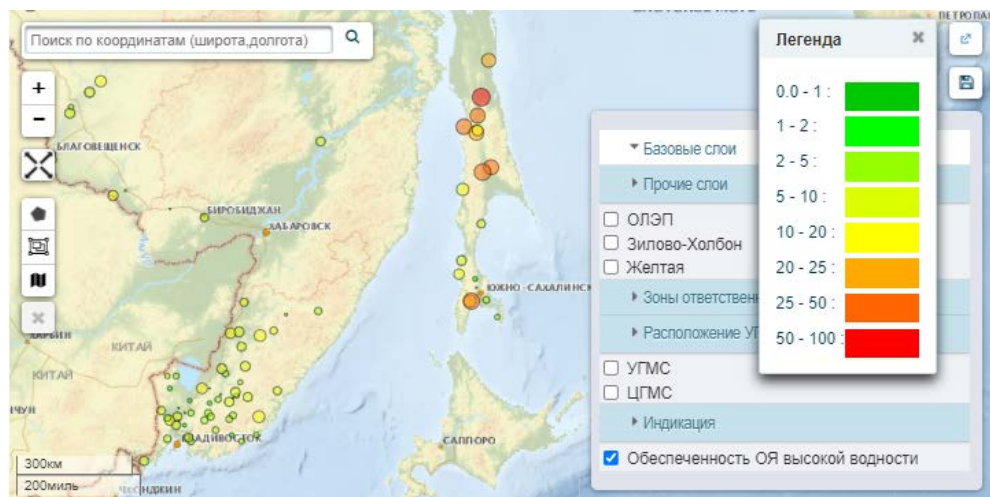 Поиск по координатам (широта,долгота)
+
−
БЛАГОВЕЩЕНСК
БИРОБИДЖАН
ХАБАРОВСК
ЮЖНО-САХАЛИНСК
КИТАЙ
КИТАЙ
ВЛАДИВОСТОК
САППОРО
300км
200миль
Легенда
0.0 - 1 :
1 - 2 :
2 - 5 :
5 - 10 :
10 - 20 :
20 - 25 :
25 - 50 :
50 - 100 :
Базовые слои
Прочие слои
ОЛЭП
Зилово-Холбон
Желтая
Зоны ответствен
Расположение УГ
УГМС
ЦГМС
Индикация
Обеспеченность ОЯ высокой водности